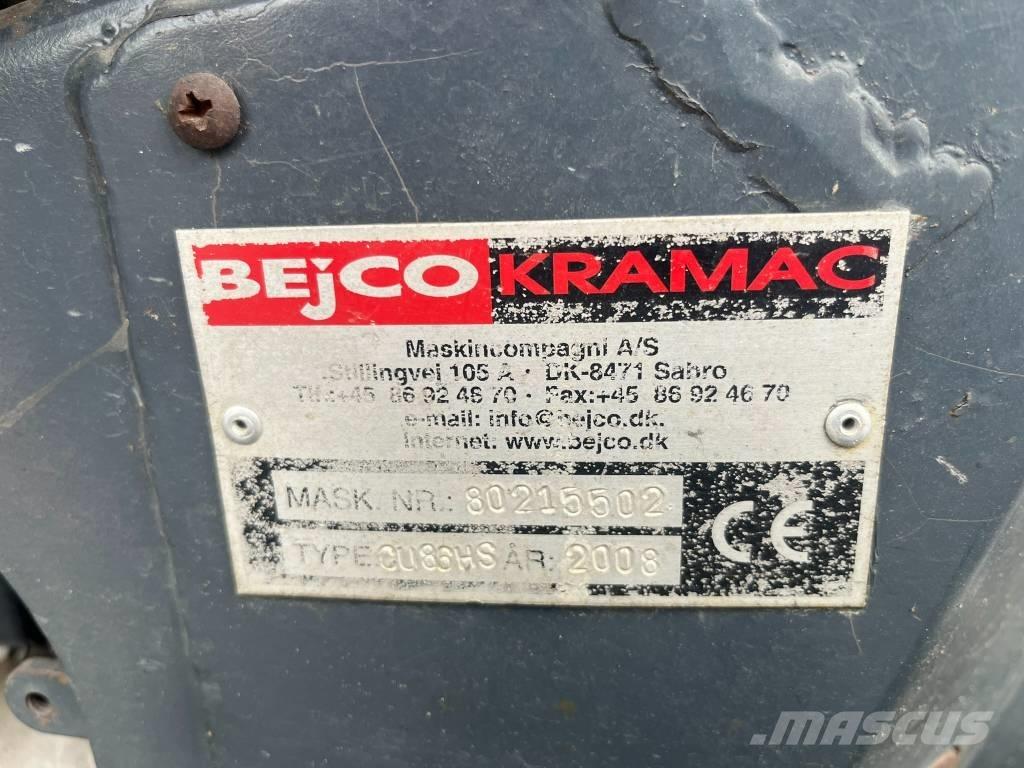 BEjCO KRAMAC
Maskincompagni A/S
Stillingvej 105 A · DK-8471 Sabro
Tlf.:+45 86 92 46 70 · Fax:+45 86 92 46 70
e-mail: info@bejco.dk.
Internet: www.bejco.dk
MASK. NR.: 80215502
TYPE: CU86HS ÅR: 2008
CE
MASCUS